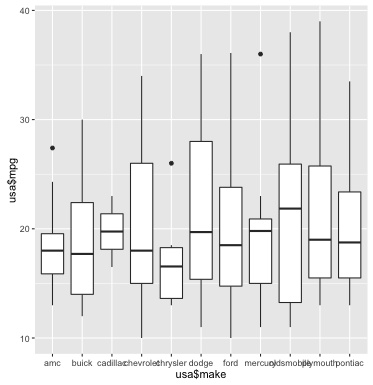 usa$mpg
40
30
20
10
amc buick cadillac chevrolet chrysler dodge ford mercury oldsmobile plymouth pontiac
usa$make